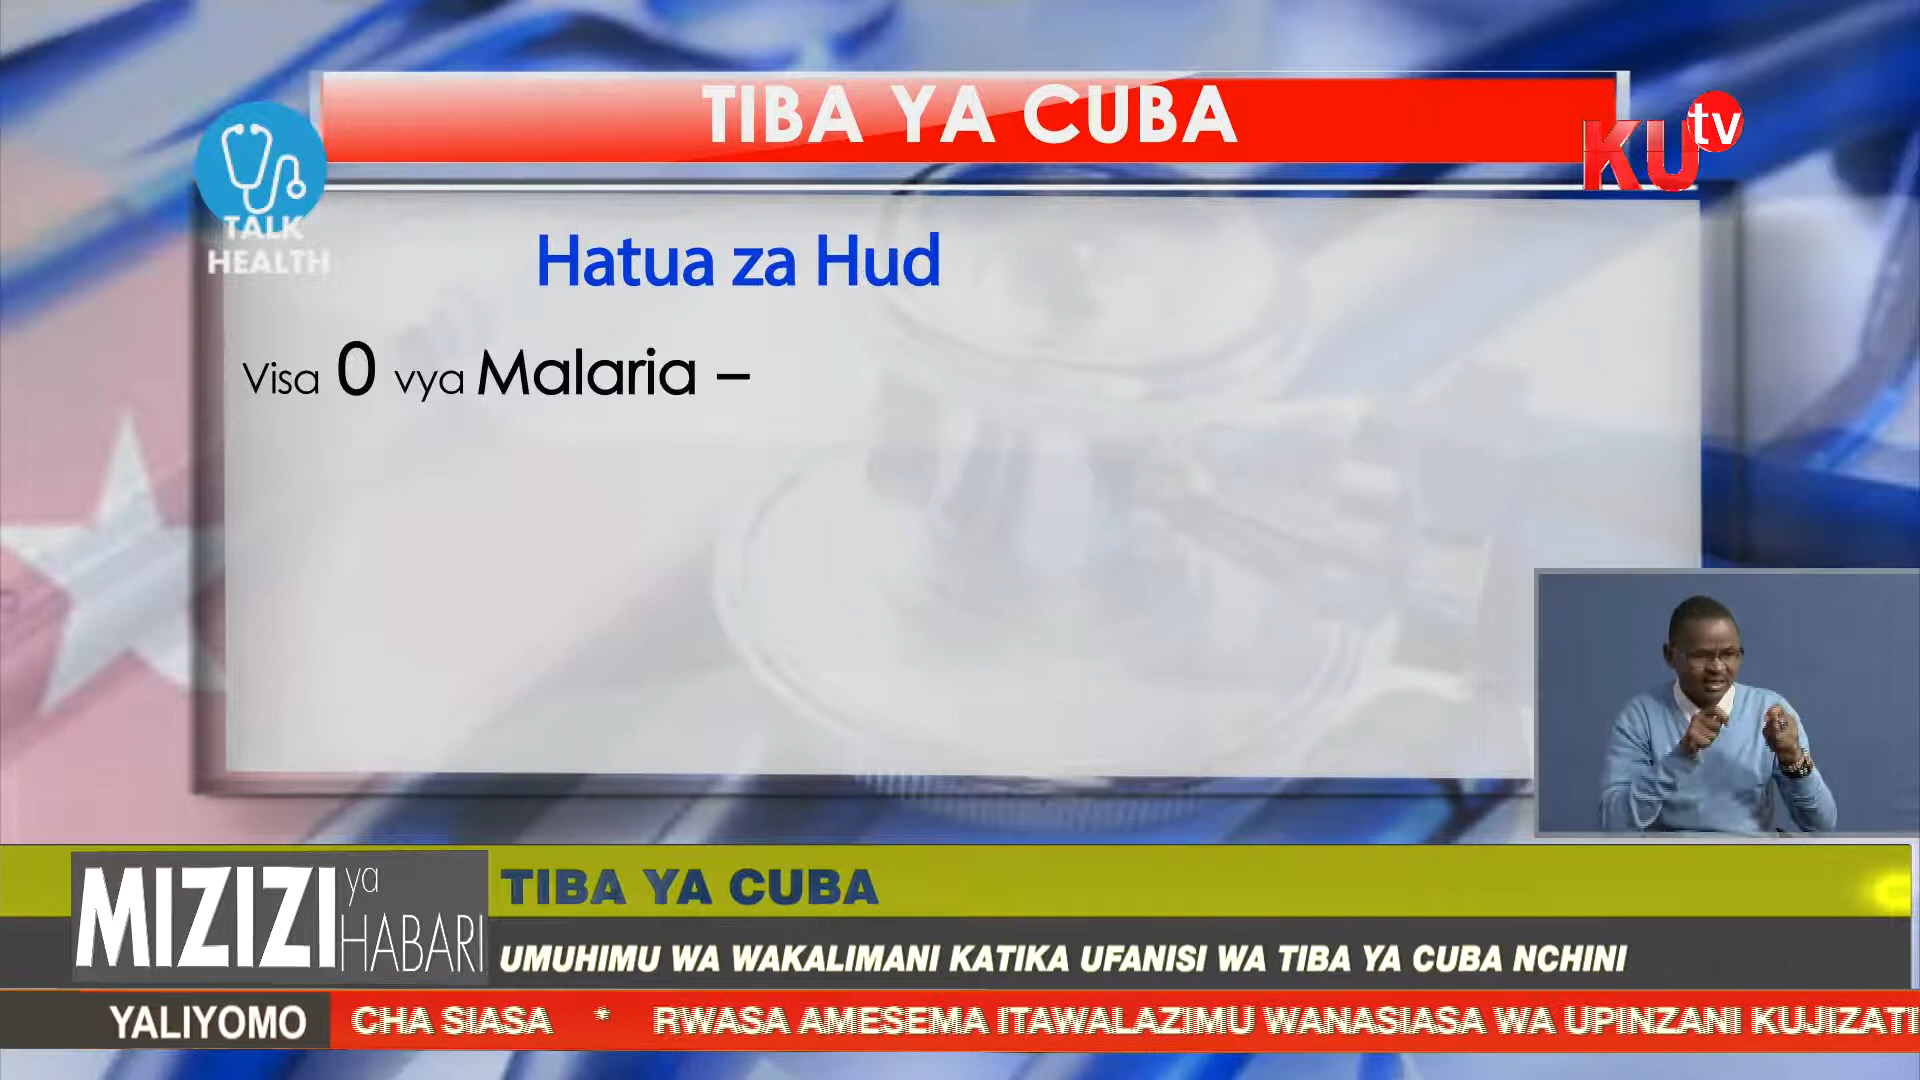 TIBA YA CUBA
KU tv
TALK
HEALTH
Hatua za Hud
Visa 0 vya Malaria –
MIZIZI ya HABARI
TIBA YA CUBA
UMUHIMU WA WAKALIMANI KATIKA UFANISI WA TIBA YA CUBA NCHINI
YALIYOMO
CHA SIASA * RWASA AMESEMA ITAWALAZIMU WANASIASA WA UPINZANI KUJIZATI